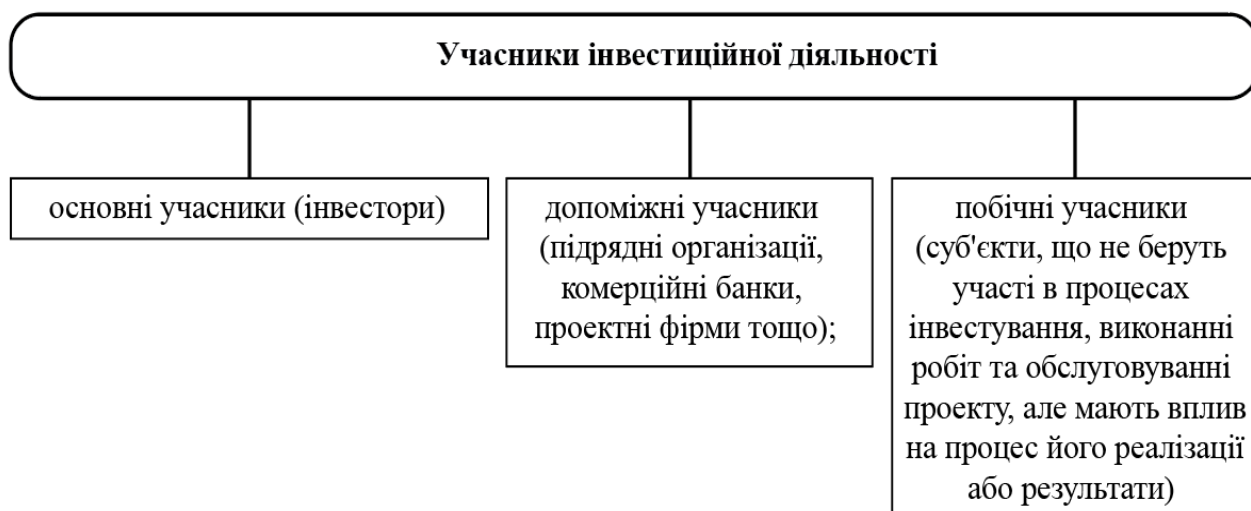 Учасники інвестиційної діяльності
основні учасники (інвестори)
допоміжні учасники
(підрядні організації,
комерційні банки,
проектні фірми тощо);
побічні учасники
(суб'єкти, що не беруть
участі в процесах
інвестування, виконанні
робіт та обслуговуванні
проекту, але мають вплив
на процес його реалізації
або результати)